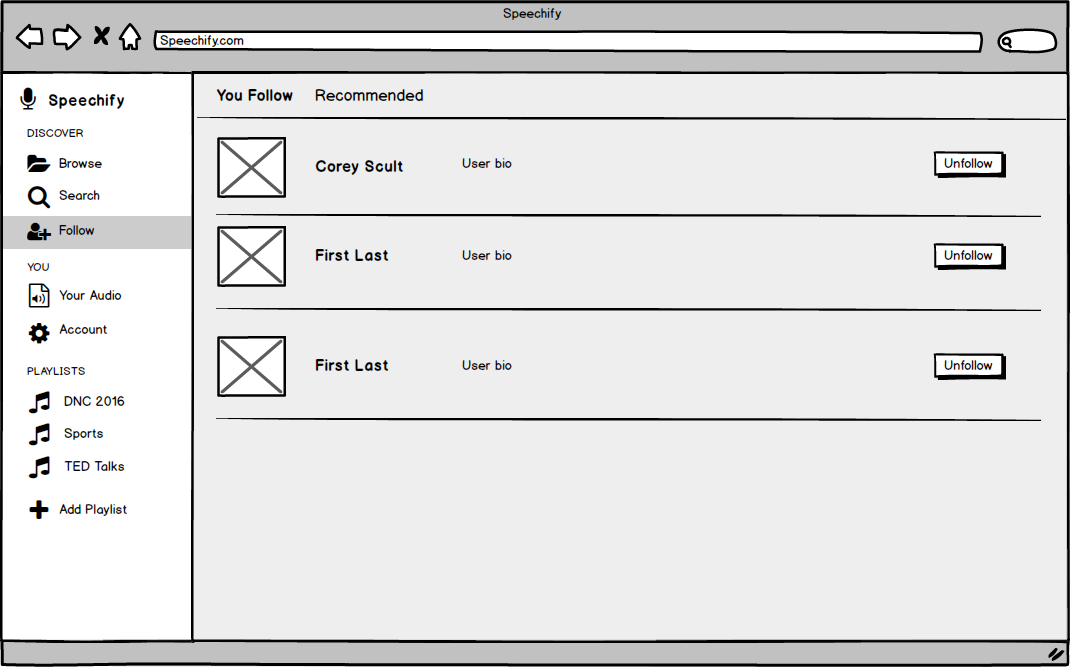 Speechify
Speechify.com
Speechify
DISCOVER
Browse
Search
Follow
YOU
Your Audio
Account
PLAYLISTS
DNC 2016
Sports
TED Talks
Add Playlist
You Follow Recommended
Corey Scult User bio Unfollow
First Last User bio Unfollow
First Last User bio Unfollow